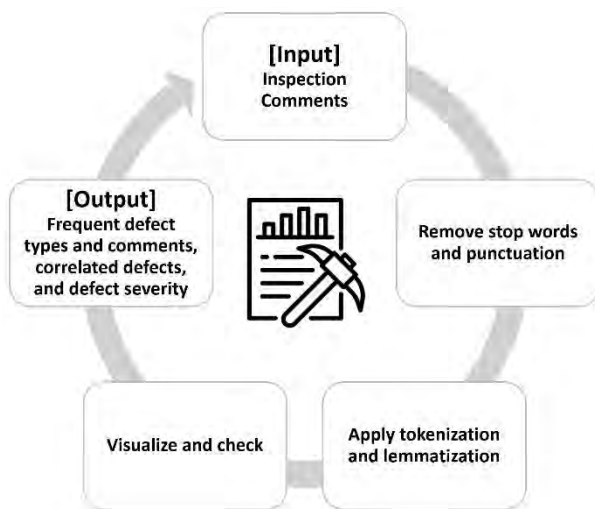 [Input]
Inspection
Comments
Remove stop words
and punctuation
Apply tokenization
and lemmatization
Visualize and check
[Output]
Frequent defect
types and comments,
correlated defects,
and defect severity